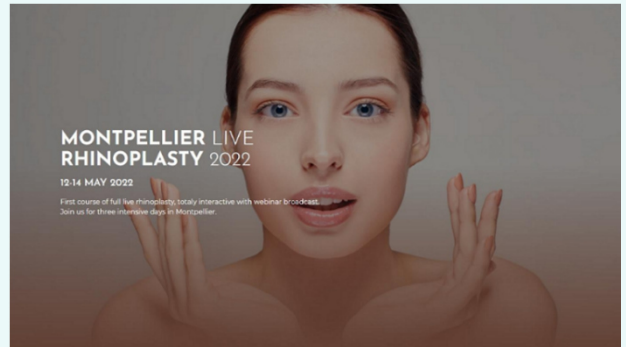 MONTPELLIER LIVE
RHINOPLASTY 2022
12-14 MAY 2022
First course of full live rhinoplasty, totaly interactive with webinar broadcast.
Join us for three intensive days in Montpellier.